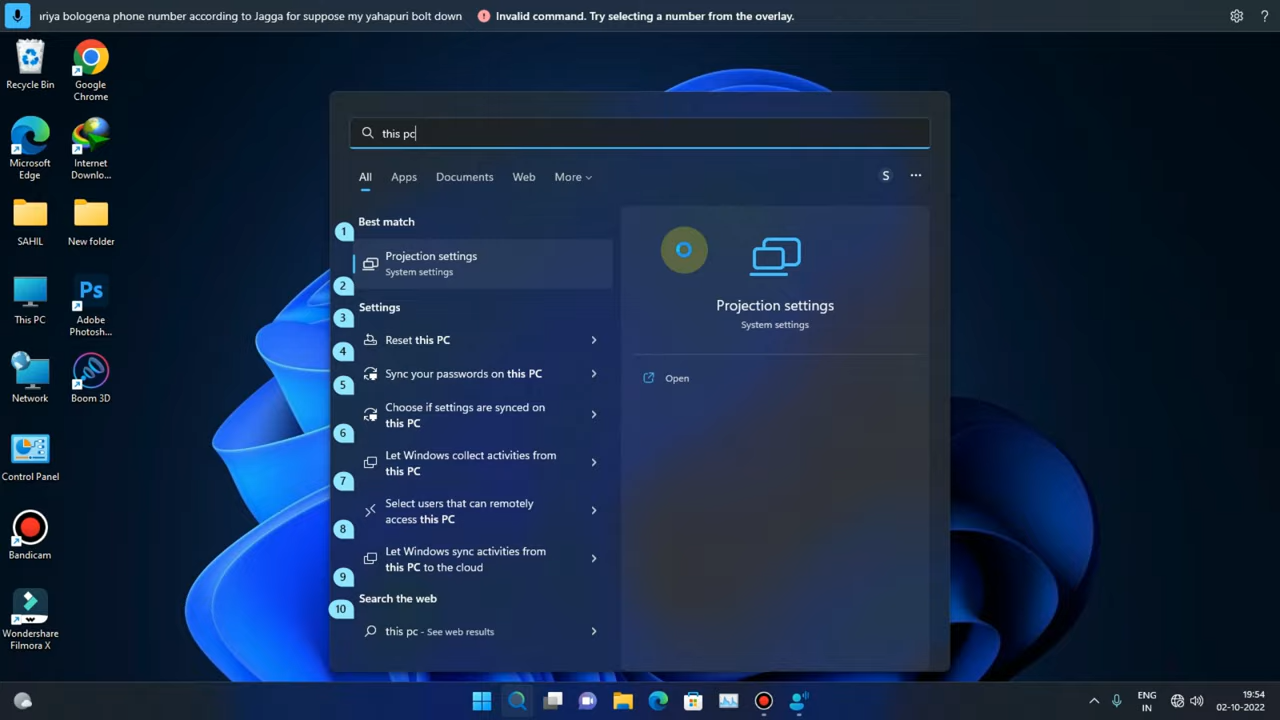 ıriya bologena phone number according to Jagga for suppose my yahapuri bolt down
Invalid command. Try selecting a number from the overlay.
?
Recycle Bin
Google
Chrome
Microsoft
Edge
Internet
Downlo...
SAHIL
New folder
This PC
Ps
Adobe
Photosh...
Network
Boom 3D
Control Panel
Bandicam
Wondershare
Filmora X
this pc
All
Apps
Documents
Web
More
S
1
Best match
Projection settings
System settings
2
Settings
3
Reset this PC
4
Sync your passwords on this PC
5
Choose if settings are synced on
this PC
6
Let Windows collect activities from
this PC
7
Select users that can remotely
access this PC
8
Let Windows sync activities from
this PC to the cloud
9
Search the web
10
this pc - See web results
Projection settings
System settings
Open
ENG
IN
19:54
02-10-2022